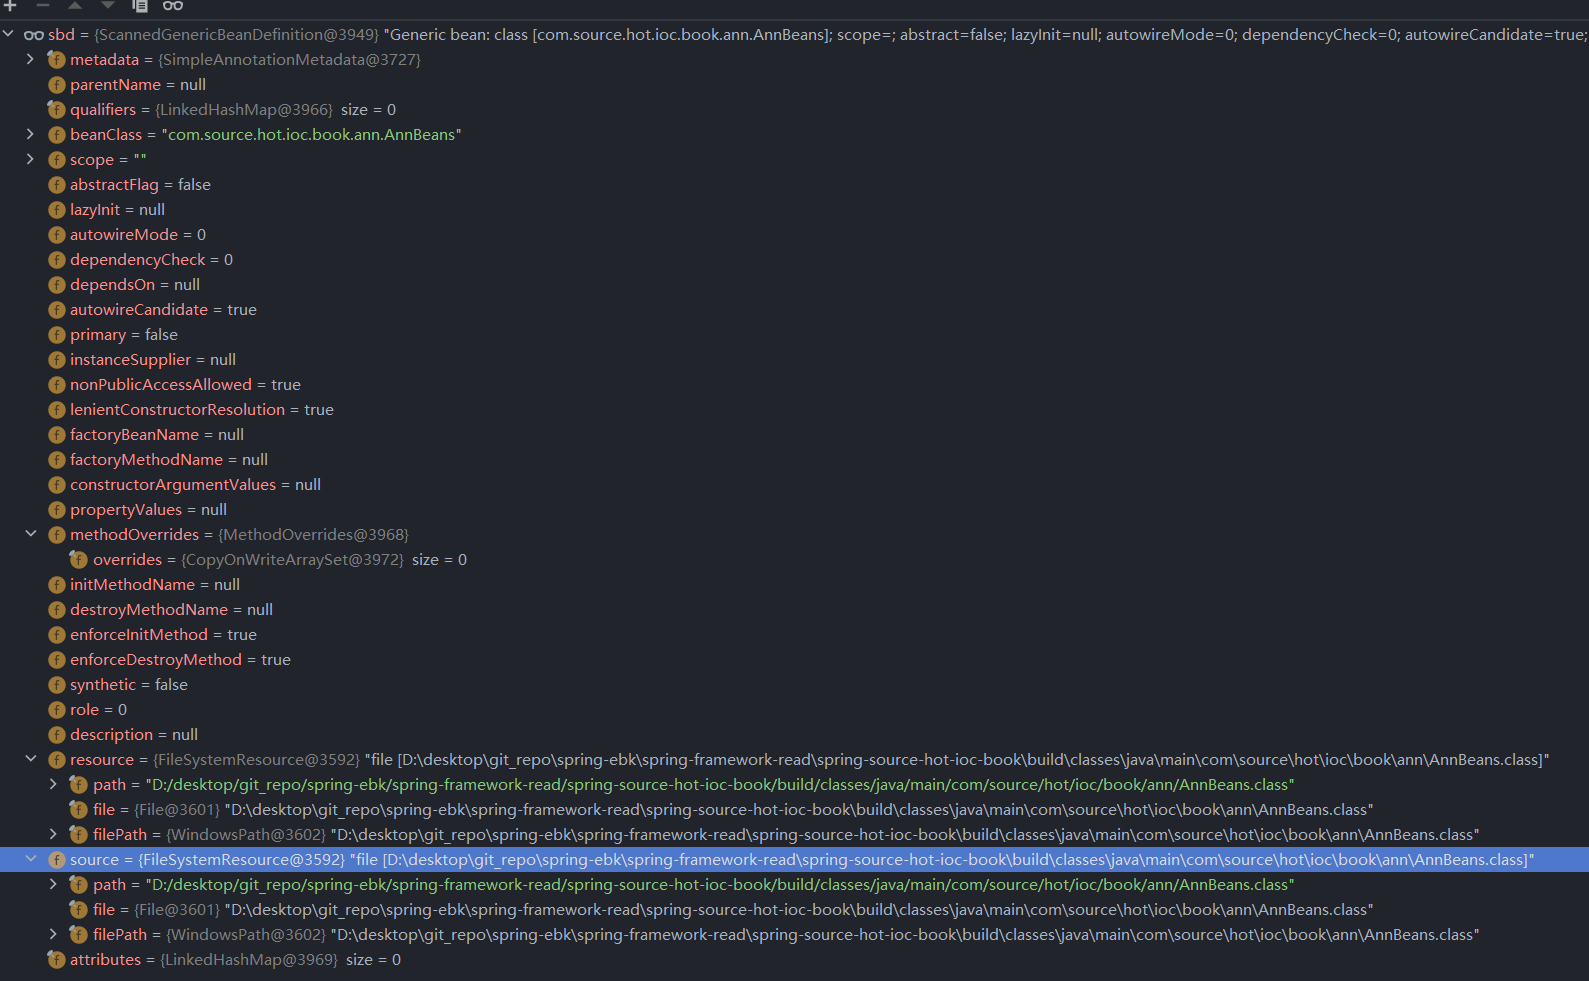 sbd = {ScannedGenericBeanDefinition@3949} "Generic bean: class [com.source.hot.ioc.book.ann.AnnBeans]; scope=; abstract=false; lazyInit=null; autowireMode=0; dependencyCheck=0; autowireCandidate=true;
metadata = {SimpleAnnotationMetadata@3727}
parentName = null
qualifiers = {LinkedHashMap@3966} size = 0
beanClass = "com.source.hot.ioc.book.ann.AnnBeans"
scope = ""
abstractFlag = false
lazyInit = null
autowireMode = 0
dependencyCheck = 0
dependsOn = null
autowireCandidate = true
primary = false
instanceSupplier = null
nonPublicAccessAllowed = true
lenientConstructorResolution = true
factoryBeanName = null
factoryMethodName = null
constructorArgumentValues = null
propertyValues = null
methodOverrides = {MethodOverrides@3968}
overrides = {CopyOnWriteArraySet@3972} size = 0
initMethodName = null
destroyMethodName = null
enforceInitMethod = true
enforceDestroyMethod = true
synthetic = false
role = 0
description = null
resource = {FileSystemResource@3592} "file [D:\desktop\git_repo\spring-ebk\spring-framework-read\spring-source-hot-ioc-book\build\classes\java\main\com\source\hot\ioc\book\ann\AnnBeans.class]"
path = "D:/desktop/git_repo/spring-ebk/spring-framework-read/spring-source-hot-ioc-book/build/classes/java/main/com/source/hot/ioc/book/ann/AnnBeans.class"
file = {File@3601} "D:\desktop\git_repo\spring-ebk\spring-framework-read\spring-source-hot-ioc-book\build\classes\java\main\com\source\hot\ioc\book\ann\AnnBeans.class"
filePath = {WindowsPath@3602} "D:\desktop\git_repo\spring-ebk\spring-framework-read\spring-source-hot-ioc-book\build\classes\java\main\com\source\hot\ioc\book\ann\AnnBeans.class"
source = {FileSystemResource@3592} "file [D:\desktop\git_repo\spring-ebk\spring-framework-read\spring-source-hot-ioc-book\build\classes\java\main\com\source\hot\ioc\book\ann\AnnBeans.class]"
path = "D:/desktop/git_repo/spring-ebk/spring-framework-read/spring-source-hot-ioc-book/build/classes/java/main/com/source/hot/ioc/book/ann/AnnBeans.class"
file = {File@3601} "D:\desktop\git_repo\spring-ebk\spring-framework-read\spring-source-hot-ioc-book\build\classes\java\main\com\source\hot\ioc\book\ann\AnnBeans.class"
filePath = {WindowsPath@3602} "D:\desktop\git_repo\spring-ebk\spring-framework-read\spring-source-hot-ioc-book\build\classes\java\main\com\source\hot\ioc\book\ann\AnnBeans.class"
attributes = {LinkedHashMap@3969} size = 0